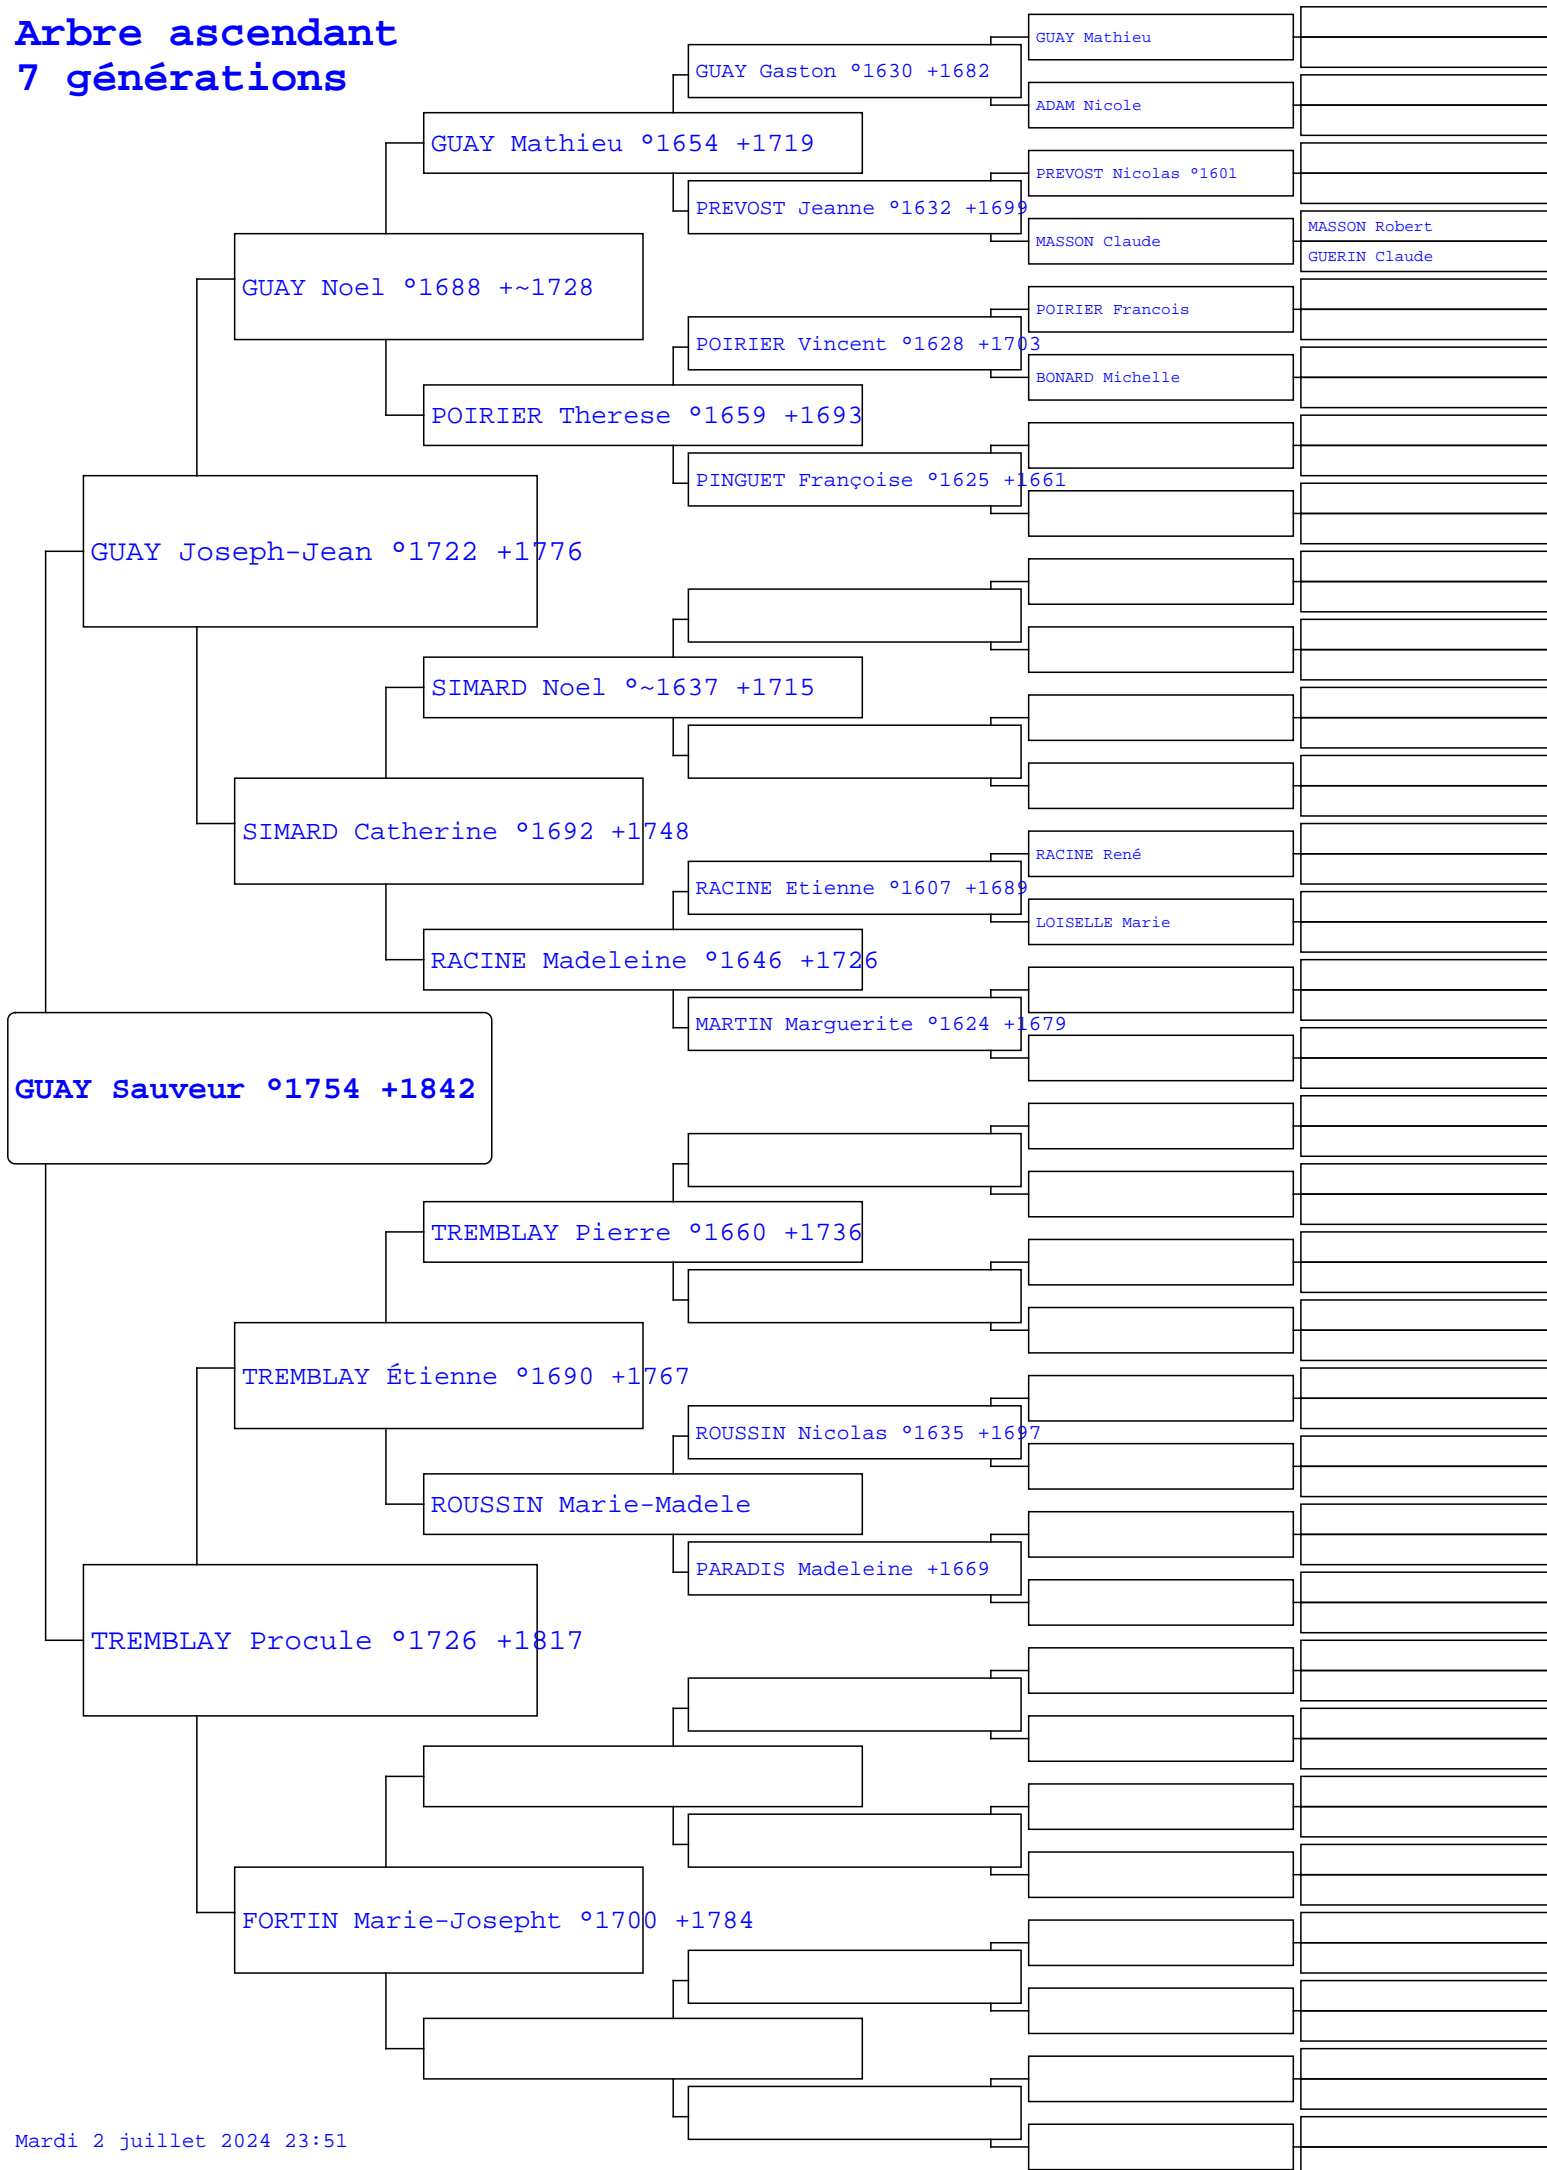 Arbre ascendant
7 générations
GUAY Mathieu
GUAY Gaston °1630 +1682
ADAM Nicole
GUAY Mathieu °1654 +1719
PREVOST Nicolas °1601
PREVOST Jeanne °1632 +1699
MASSON Claude
MASSON Robert
GUERIN Claude
GUAY Noel °1688 +~1728
POIRIER Francois
POIRIER Vincent °1628 +1703
BONARD Michelle
POIRIER Therese °1659 +1693
PINGUET Françoise °1625 +1661
GUAY Joseph-Jean °1722 +1776
SIMARD Noel °~1637 +1715
SIMARD Catherine °1692 +1748
RACINE René
RACINE Etienne °1607 +1689
LOISELLE Marie
RACINE Madeleine °1646 +1726
MARTIN Marguerite °1624 +1679
GUAY Sauveur °1754 +1842
TREMBLAY Pierre °1660 +1736
TREMBLAY Étienne °1690 +1767
ROUSSIN Nicolas °1635 +1697
ROUSSIN Marie-Madele
PARADIS Madeleine +1669
TREMBLAY Procule °1726 +1817
FORTIN Marie-Josepht °1700 +1784
Mardi 2 juillet 2024 23:51